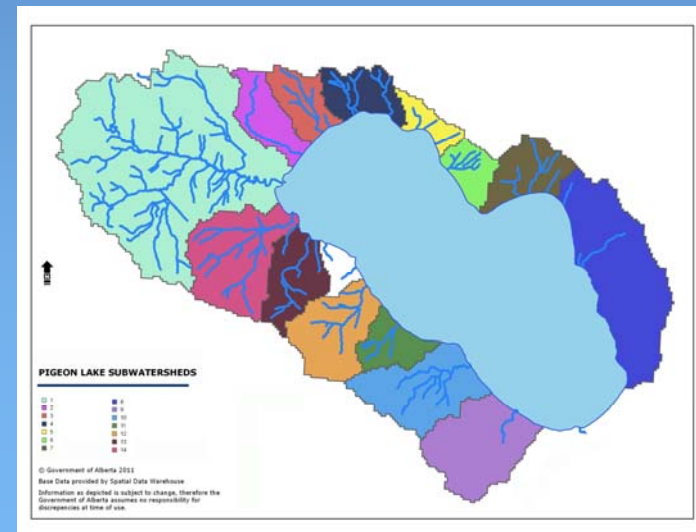 PIGEON LAKE SUBWATERSHEDS
1 8
2 9
3 10
4 11
5 12
6 13
7 14
© Government of Alberta 2011
Base Data provided by Spatial Data Warehouse
Information as depicted is subject to change, therefore the
Government of Alberta assumes no responsibility for
discrepancies at time of use.